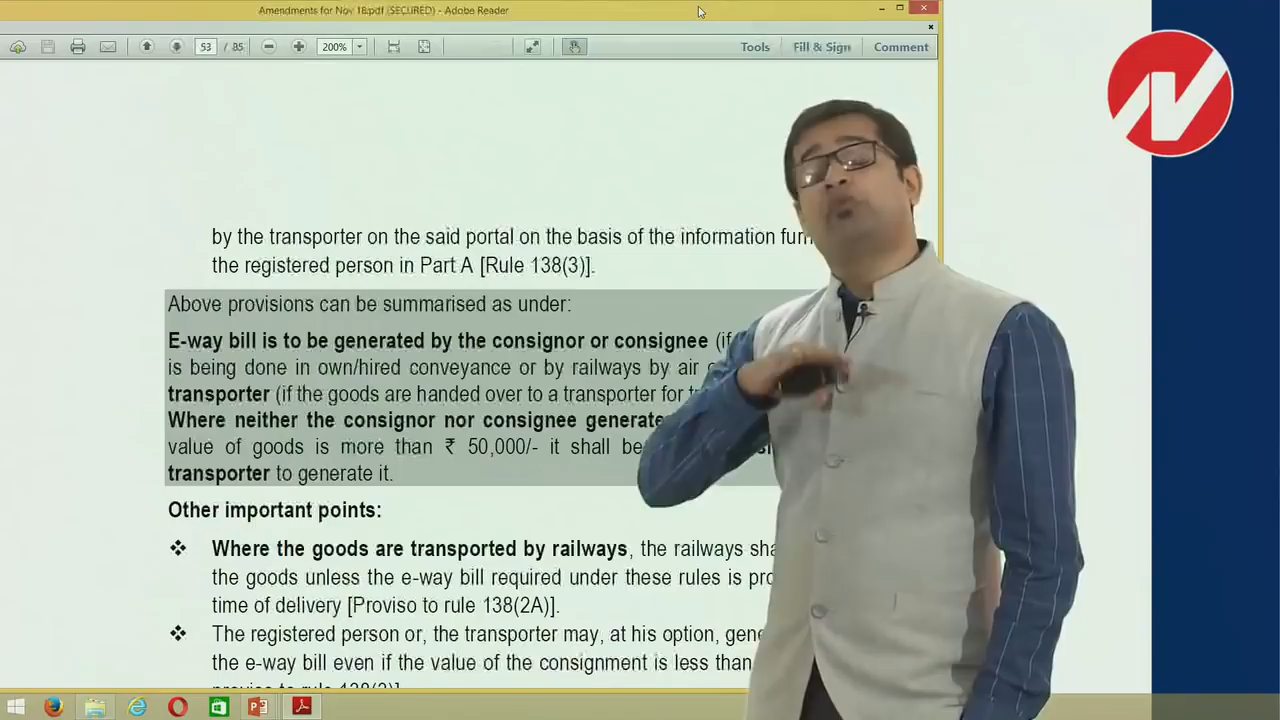 Amendments for Nov 18.pdf (SECURED) - Adobe Reader
53 / 85
200%
Tools
Fill & Sign
Comment
by the transporter on the said portal on the basis of the information
the registered person in Part A [Rule 138(3)].
Above provisions can be summarised as under:
E-way bill is to be generated by the consignor or consignee (if
is being done in own/hired conveyance or by railways by air
transporter (if the goods are handed over to a transporter for
Where neither the consignor nor consignee
value of goods is more than ₹ 50,000/- it shall be
transporter to generate it.
Other important points:
❖ Where the goods are transported by railways, the railways
the goods unless the e-way bill required under these rules is
time of delivery [Proviso to rule 138(2A)].
❖ The registered person or, the transporter may, at his option,
the e-way bill even if the value of the consignment is less than
proviso to rule 138(3)]